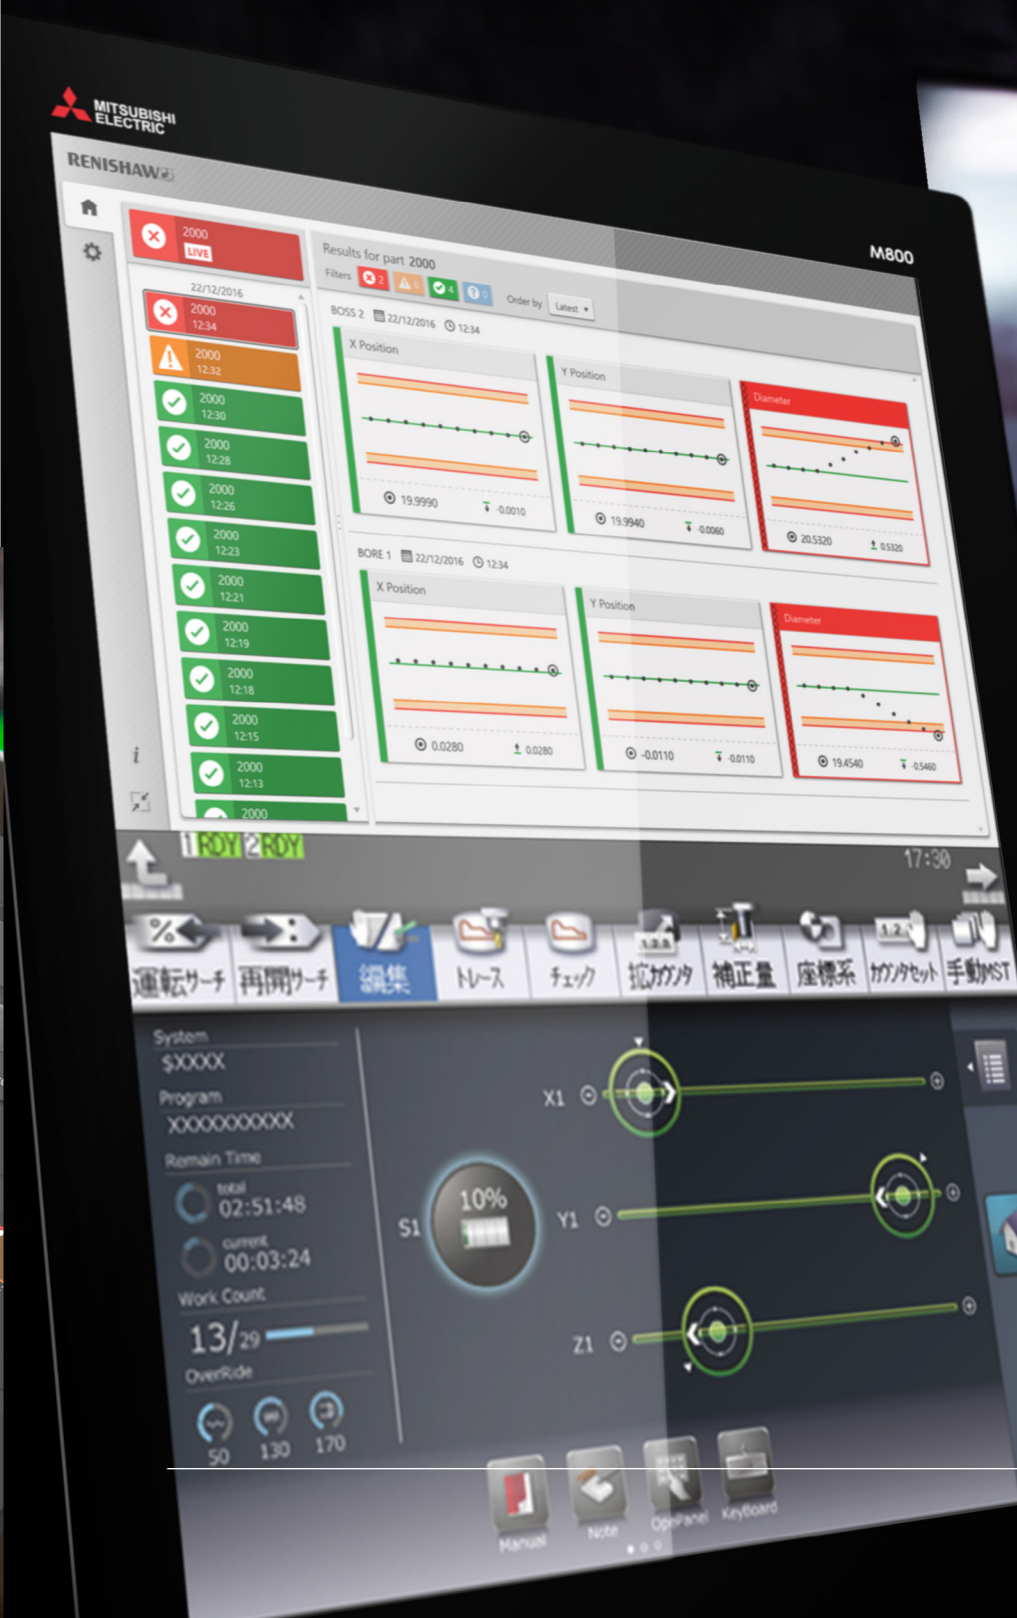 MITSUBISHI
ELECTRIC
RENISHAW
M800
2000
LIVE
22/12/2016
2000
12:34
2000
12:32
2000
12:30
2000
12:28
2000
12:26
2000
12:23
2000
12:21
2000
12:19
2000
12:18
2000
12:15
2000
12:13
2000
Results for part 2000
Filters 2 0 4 0 Order by Latest
BOSS 2 22/12/2016 12:34
X Position
19.9990 -0.0010
Y Position
19.9940 -0.0060
Diameter
20.5320 0.5320
BORE 1 22/12/2016 12:34
X Position
0.0280 0.0280
Y Position
-0.0110 -0.0110
Diameter
19.4540 -0.5460
i
1 RDY 2 RDY
17:30
運転サーチ 再開サーチ 編集 トレース チェック 拡カウンタ 補正量 座標系 カウンタセット 手動MST
System
$XXXX
Program
XXXXXXXXXX
Remain Time
total
02:51:48
current
00:03:24
Work Count
13/29
OverRide
50 130 170
S1
10%
X1
Y1
Z1
Manual Note OpePanel KeyBoard